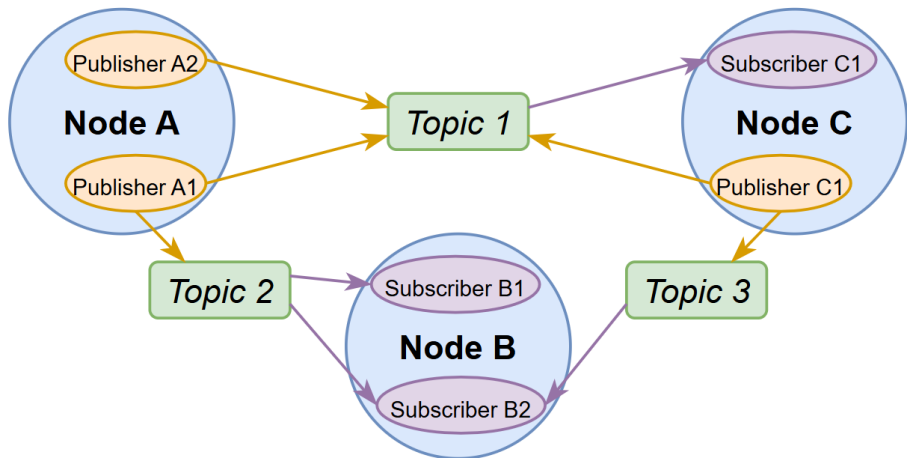 Publisher A2
Node A
Publisher A1
Topic 1
Subscriber C1
Node C
Publisher C1
Topic 2
Subscriber B1
Node B
Subscriber B2
Topic 3